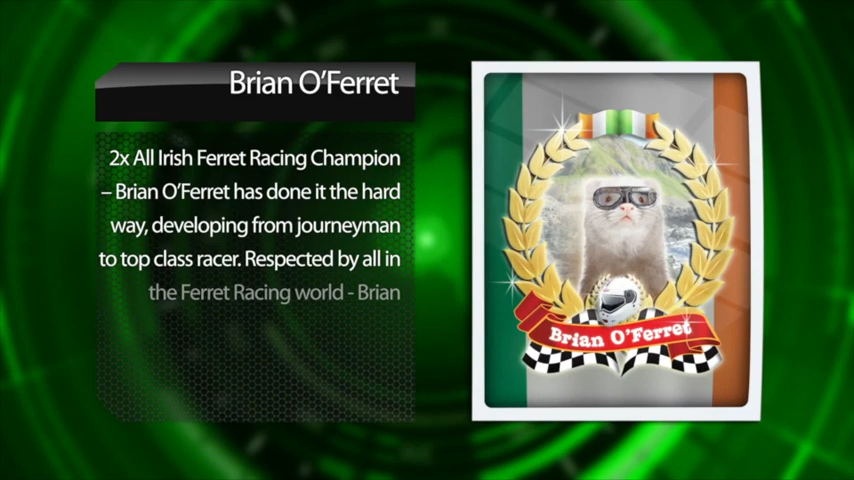 Brian O'Ferret
2x All Irish Ferret Racing Champion
– Brian O'Ferret has done it the hard
way, developing from journeyman
to top class racer. Respected by all in
the Ferret Racing world - Brian
Brian O'Ferret